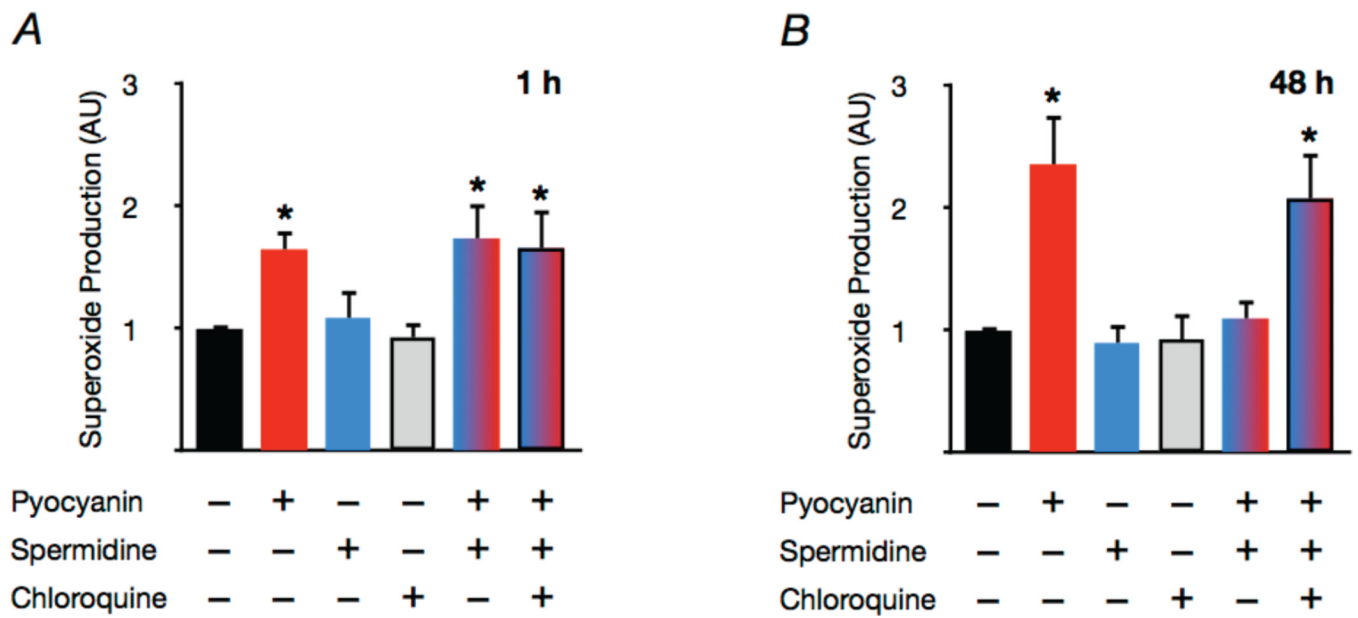 A
B
1 h
48 h
Superoxide Production (AU)
3
2
1
* * *
Superoxide Production (AU)
3
2
1
* *
Pyocyanin – + – – + +
Spermidine – – + – + +
Chloroquine – – – + – +
Pyocyanin – + – – + +
Spermidine – – + – + +
Chloroquine – – – + – +